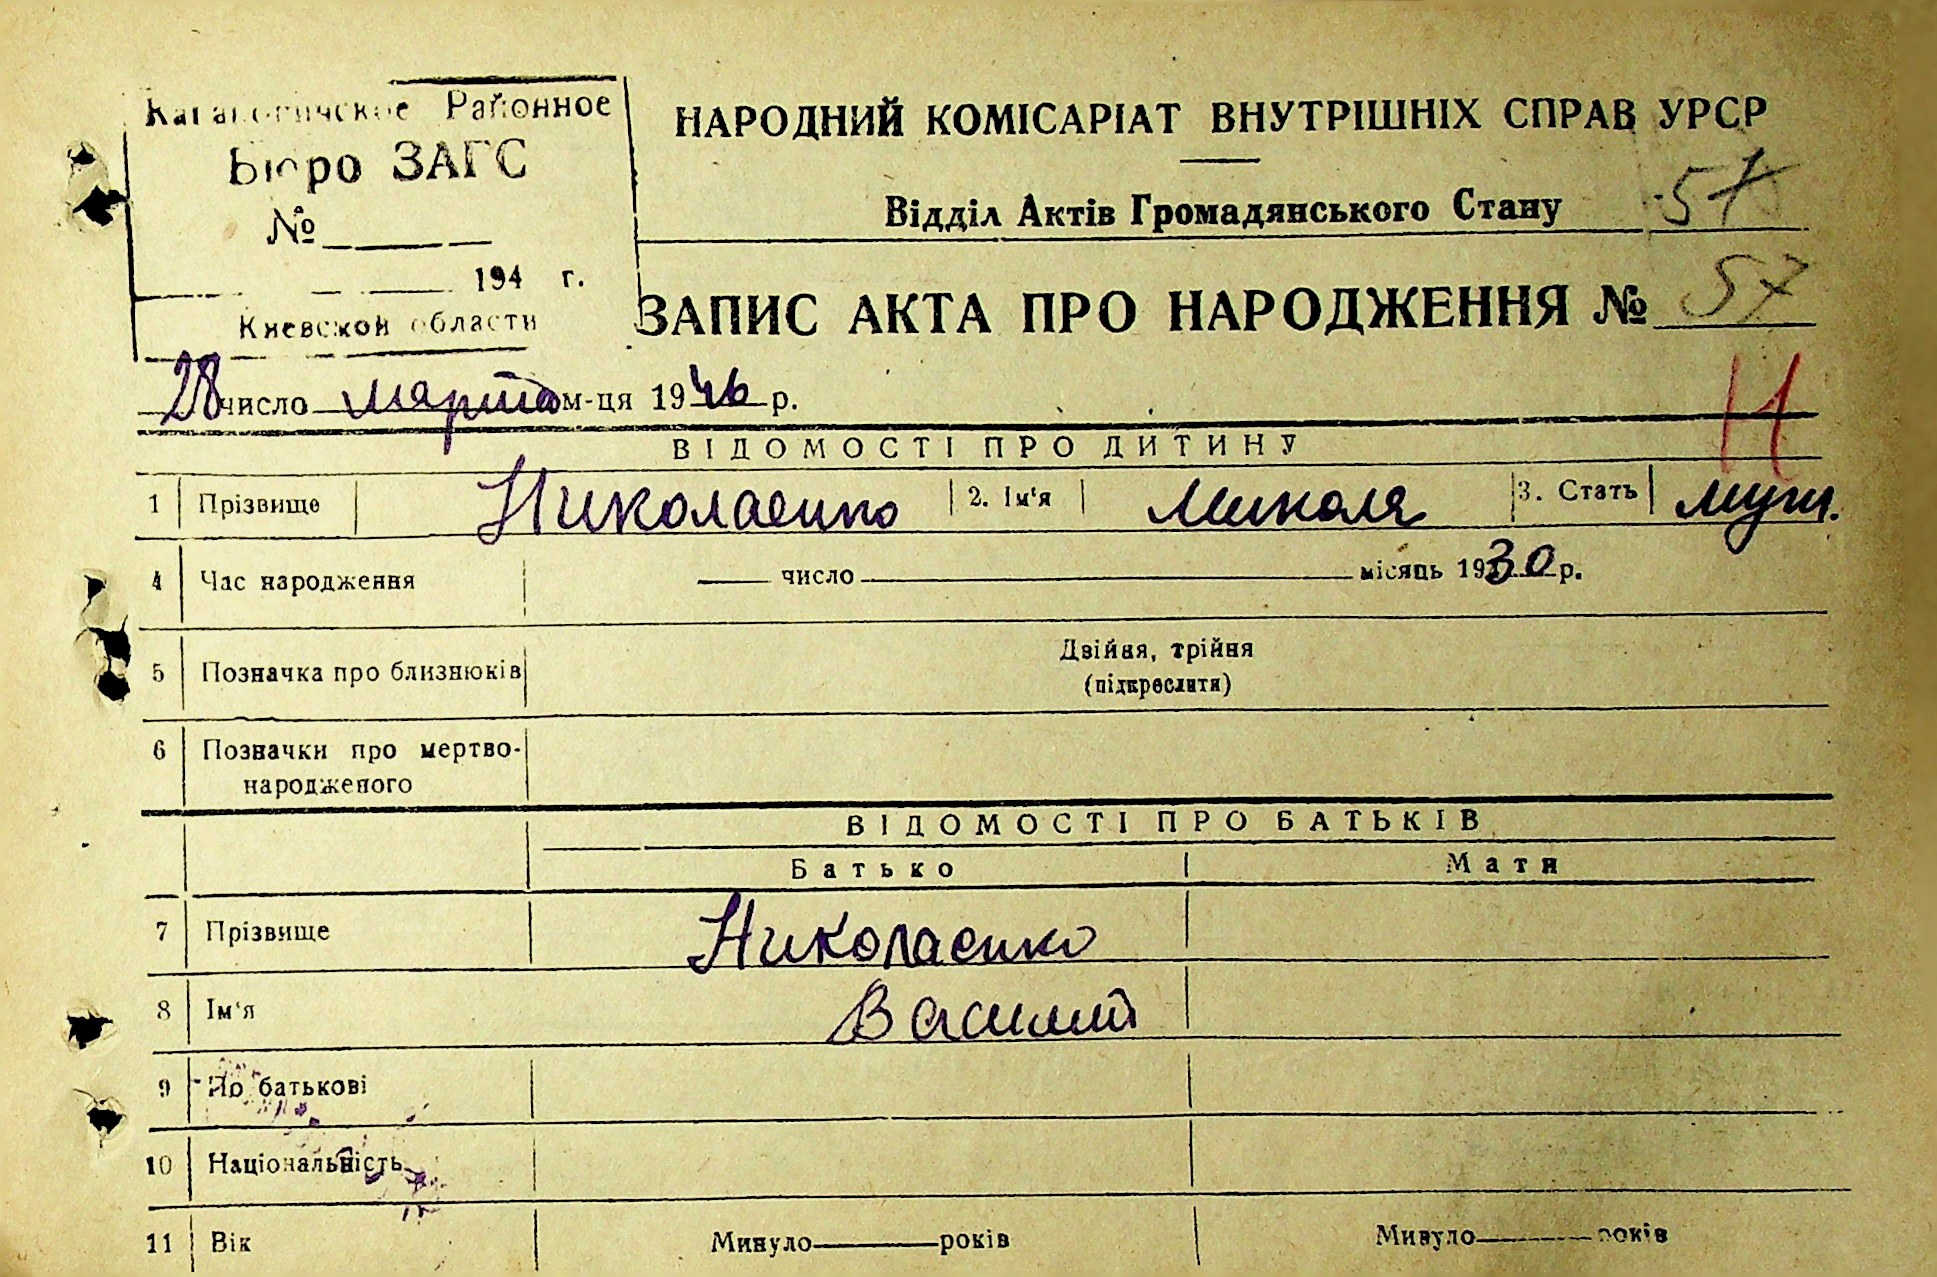 Кагановичское Районное
Бюро ЗАГС
№
194 г.
Киевской области
НАРОДНИЙ КОМІСАРІАТ ВНУТРІШНІХ СПРАВ УРСР
Відділ Актів Громадянського Стану 57
ЗАПИС АКТА ПРО НАРОДЖЕННЯ № 57
28 число марта м-ця 1946 р.
Н
ВІДОМОСТІ ПРО ДИТИНУ
1 Прізвище Николаенко 2. Ім'я Миколя 3. Стать муж.
4 Час народження число місяць 1930 р.
5 Позначка про близнюків Двійня, трійня
(підкреслити)
6 Позначки про мертво-
народженого
ВІДОМОСТІ ПРО БАТЬКІВ
Батько Мати
7 Прізвище Николаенко
8 Ім'я Василий
9 По батькові
10 Національність
11 Вік Минуло років Минуло років